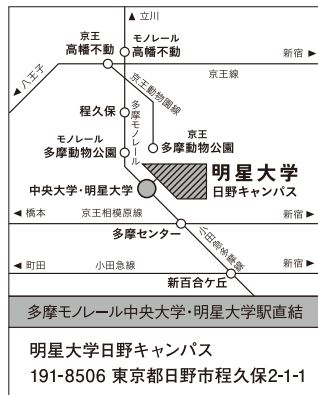 ▲立川
京王
高幡不動
モノレール
高幡不動
新宿▶
◀八王子
京王線
京王動物園線
程久保
多摩モノレール
モノレール
多摩動物公園
京王
多摩動物公園
明星大学
日野キャンパス
中央大学・明星大学
◀橋本
京王相模原線
新宿▶
多摩センター
小田急多摩線
◀町田
小田急線
新宿▶
新百合ケ丘
多摩モノレール中央大学・明星大学駅直結
明星大学日野キャンパス
191-8506 東京都日野市程久保2-1-1